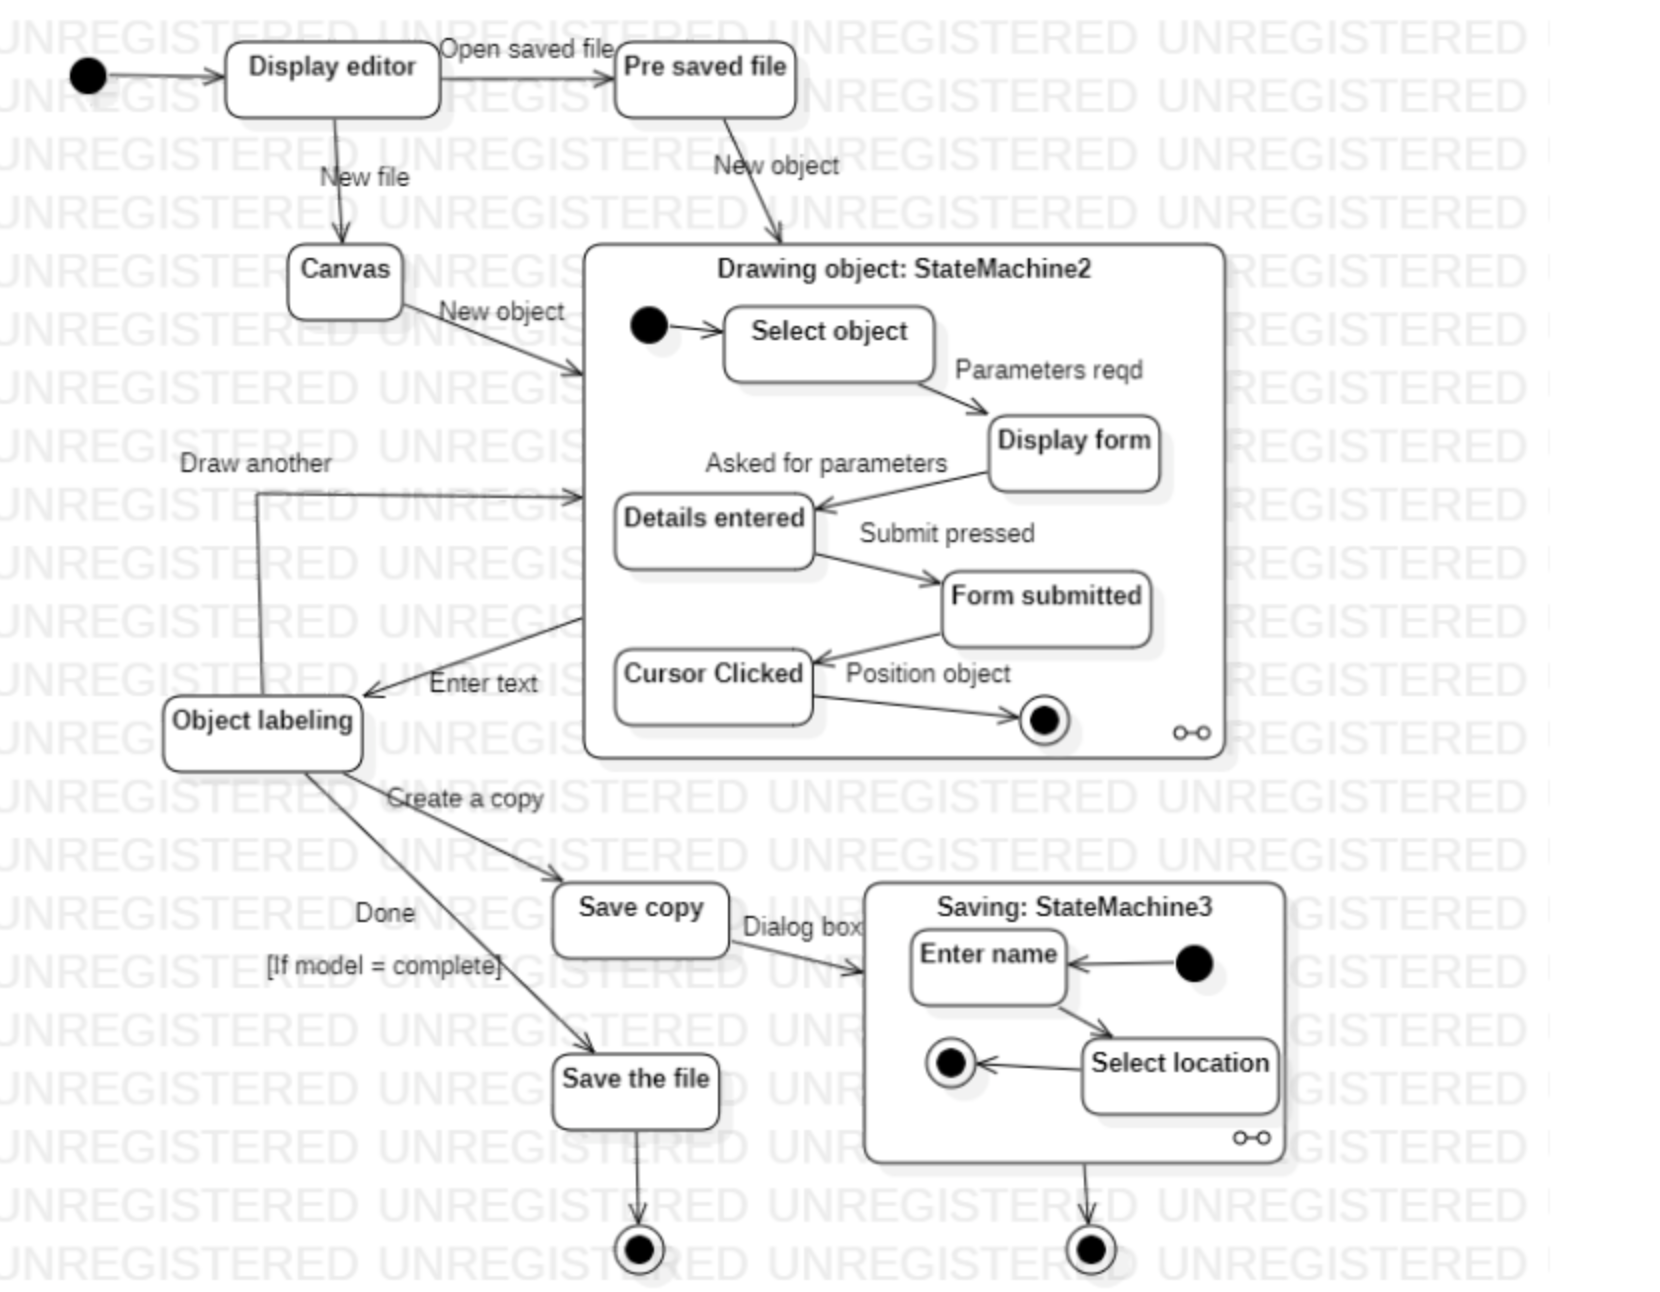 Display editor
Open saved file
Pre saved file
New file
New object
Canvas
New object
Drawing object: StateMachine2
Select object
Parameters reqd
Display form
Asked for parameters
Details entered
Submit pressed
Form submitted
Cursor Clicked
Position object
Draw another
Enter text
Object labeling
Create a copy
Done
[If model = complete]
Save copy
Dialog box
Saving: StateMachine3
Enter name
Select location
Save the file
UNREGISTERED UNREGISTERED UNREGISTERED UNREGISTERED